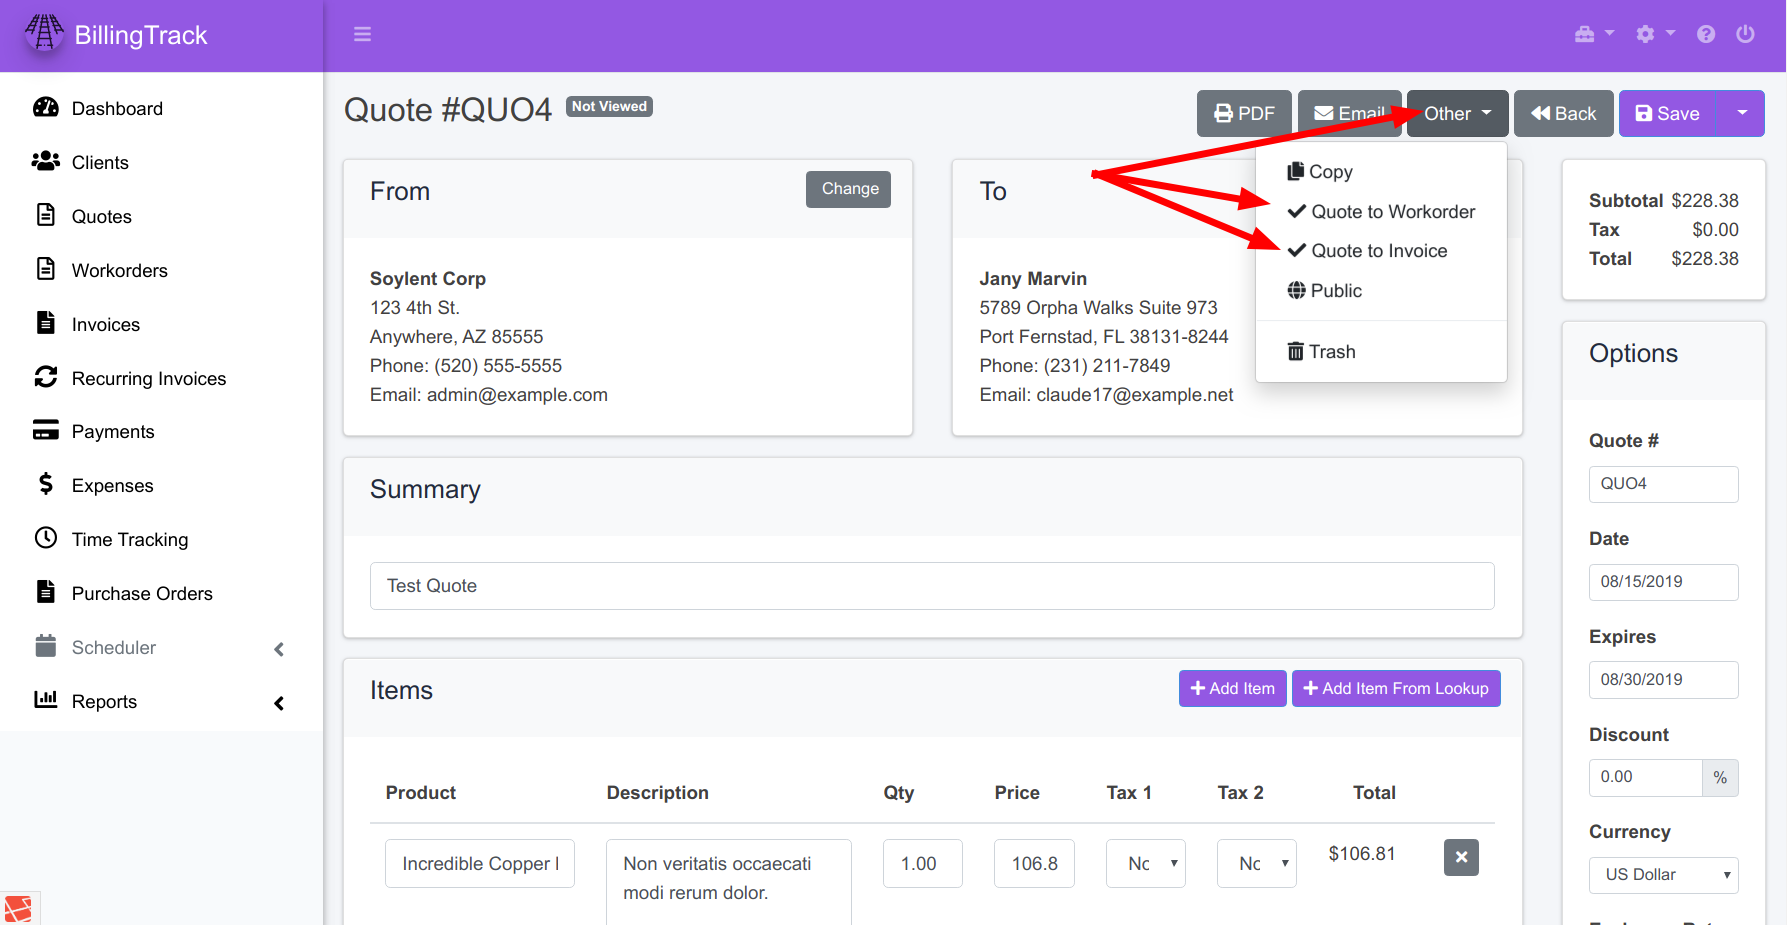 BillingTrack
Dashboard
Clients
Quotes
Workorders
Invoices
Recurring Invoices
Payments
Expenses
Time Tracking
Purchase Orders
Scheduler
Reports
Quote #QUO4 Not Viewed
PDF Email Other Back Save
Copy
Quote to Workorder
Quote to Invoice
Public
Trash
From Change
Soylent Corp
123 4th St.
Anywhere, AZ 85555
Phone: (520) 555-5555
Email: admin@example.com
To
Jany Marvin
5789 Orpha Walks Suite 973
Port Fernstad, FL 38131-8244
Phone: (231) 211-7849
Email: claude17@example.net
Subtotal $228.38
Tax $0.00
Total $228.38
Summary
Test Quote
Items + Add Item + Add Item From Lookup
Product Description Qty Price Tax 1 Tax 2 Total
Incredible Copper Non veritatis occaecati 1.00 106.8 No No $106.81
modi rerum dolor.
Options
Quote #
QUO4
Date
08/15/2019
Expires
08/30/2019
Discount
0.00 %
Currency
US Dollar